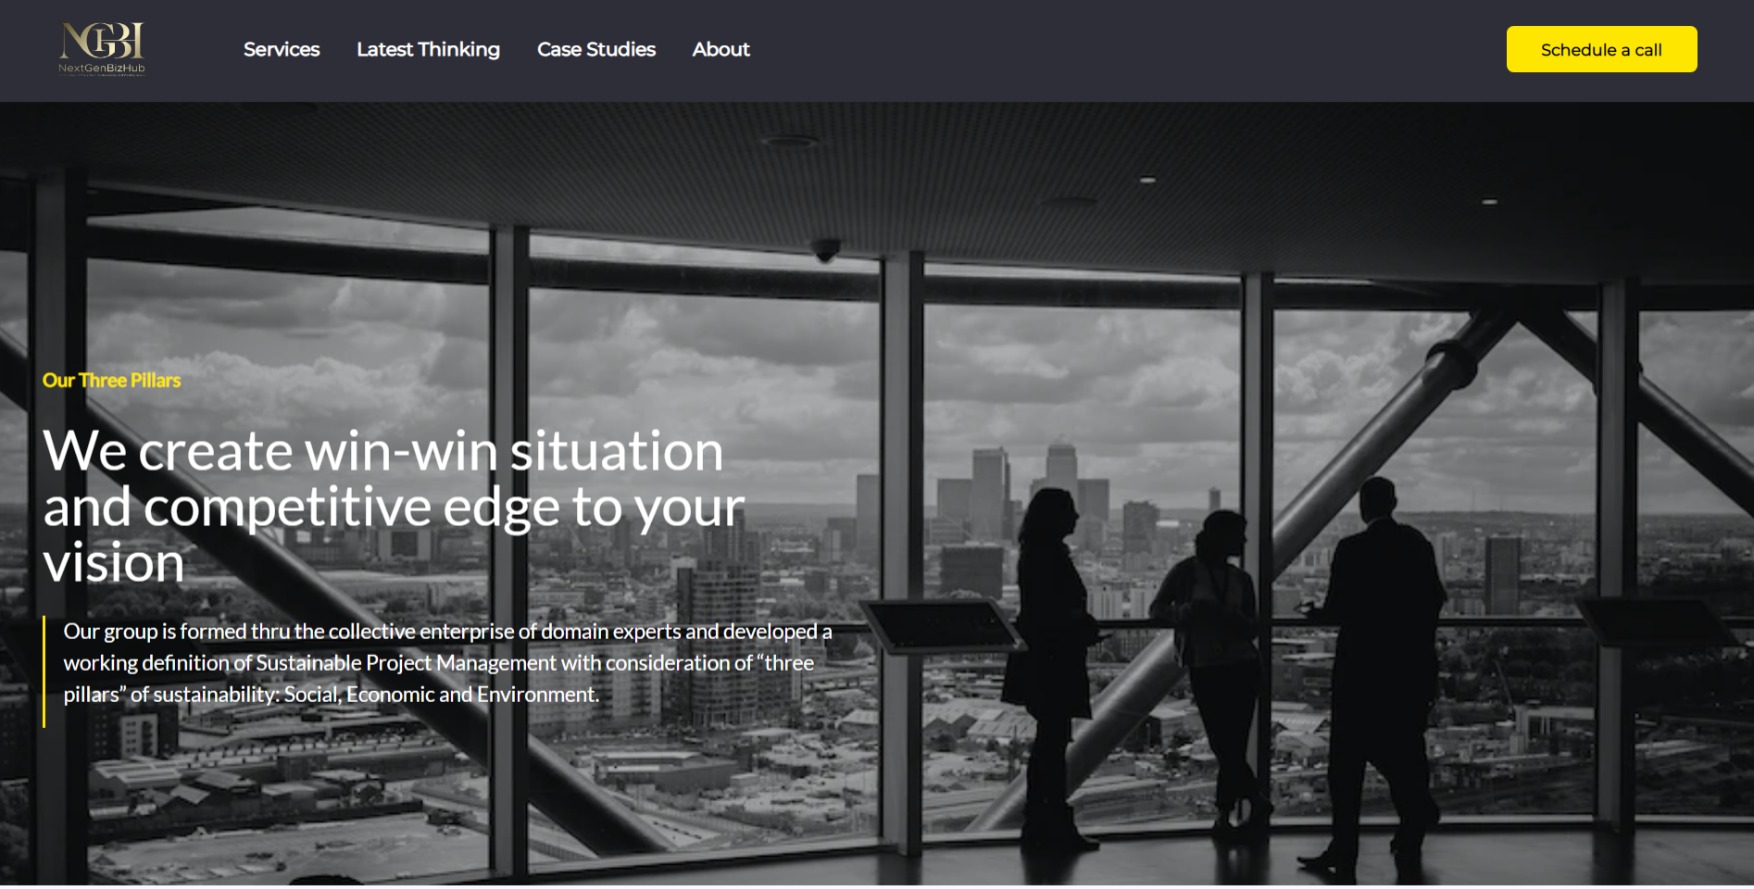 NGBH
NextGenBizHub
Services
Latest Thinking
Case Studies
About
Schedule a call
Our Three Pillars
We create win-win situation
and competitive edge to your
vision
Our group is formed thru the collective enterprise of domain experts and developed a
working definition of Sustainable Project Management with consideration of “three
pillars” of sustainability: Social, Economic and Environment.